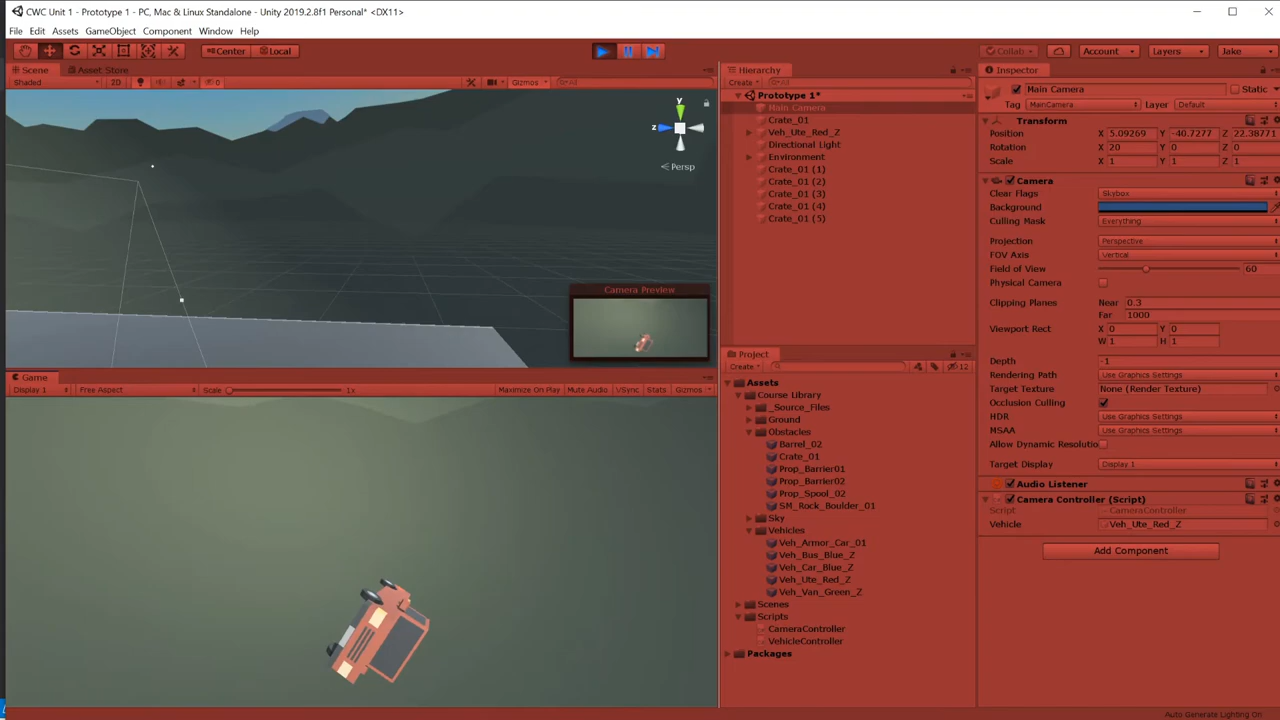 CWC Unit 1 - Prototype 1 - PC, Mac & Linux Standalone - Unity 2019.2.8f1 Personal* <DX11>
File Edit Assets GameObject Component Window Help
Center Local
Collab Account Layers Jake
Scene Asset Store
Shaded 2D 0 Gizmos All
y
z
Persp
Camera Preview
Game
Display 1 Free Aspect Scale 1x Maximize On Play Mute Audio VSync Stats Gizmos
Hierarchy
Create All
Prototype 1*
Main Camera
Crate_01
Veh_Ute_Red_Z
Directional Light
Environment
Crate_01 (1)
Crate_01 (2)
Crate_01 (3)
Crate_01 (4)
Crate_01 (5)
Project
Create 12
Assets
Course Library
_Source_Files
Ground
Obstacles
Barrel_02
Crate_01
Prop_Barrier01
Prop_Barrier02
Prop_Spool_02
SM_Rock_Boulder_01
Sky
Vehicles
Veh_Armor_Car_01
Veh_Bus_Blue_Z
Veh_Car_Blue_Z
Veh_Ute_Red_Z
Veh_Van_Green_Z
Scenes
Scripts
CameraController
VehicleController
Packages
Inspector
Main Camera Static
Tag MainCamera Layer Default
Transform
Position X 5.09269 Y -40.7277 Z 22.38771
Rotation X 20 Y 0 Z 0
Scale X 1 Y 1 Z 1
Camera
Clear Flags Skybox
Background
Culling Mask Everything
Projection Perspective
FOV Axis Vertical
Field of View 60
Physical Camera
Clipping Planes Near 0.3
Far 1000
Viewport Rect X 0 Y 0
W 1 H 1
Depth -1
Rendering Path Use Graphics Settings
Target Texture None (Render Texture)
Occlusion Culling
HDR Use Graphics Settings
MSAA Use Graphics Settings
Allow Dynamic Resolutio
Target Display Display 1
Audio Listener
Camera Controller (Script)
Script CameraController
Vehicle Veh_Ute_Red_Z
Add Component
Auto Generate Lighting On